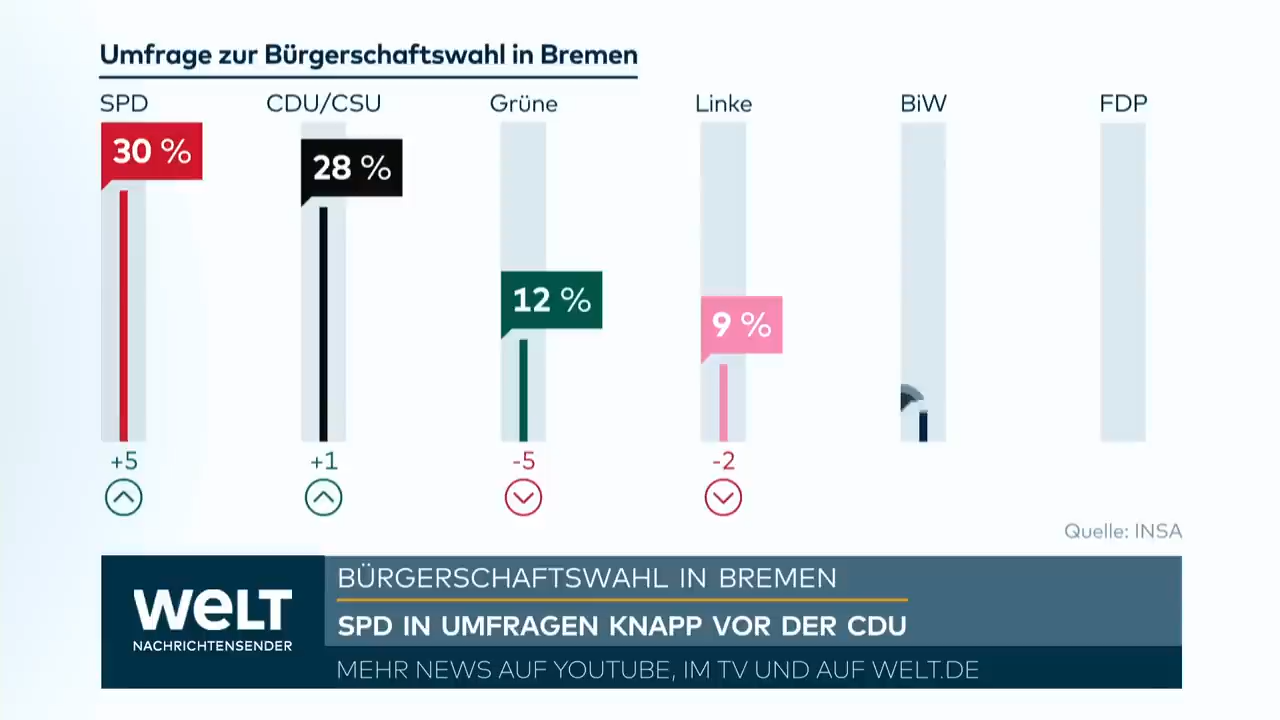 Umfrage zur Bürgerschaftswahl in Bremen
SPD CDU/CSU Grüne Linke BiW FDP
30 % 28 % 12 % 9 %
+5 +1 -5 -2
Quelle: INSA
WELT
NACHRICHTENSENDER
BÜRGERSCHAFTSWAHL IN BREMEN
SPD IN UMFRAGEN KNAPP VOR DER CDU
MEHR NEWS AUF YOUTUBE, IM TV UND AUF WELT.DE